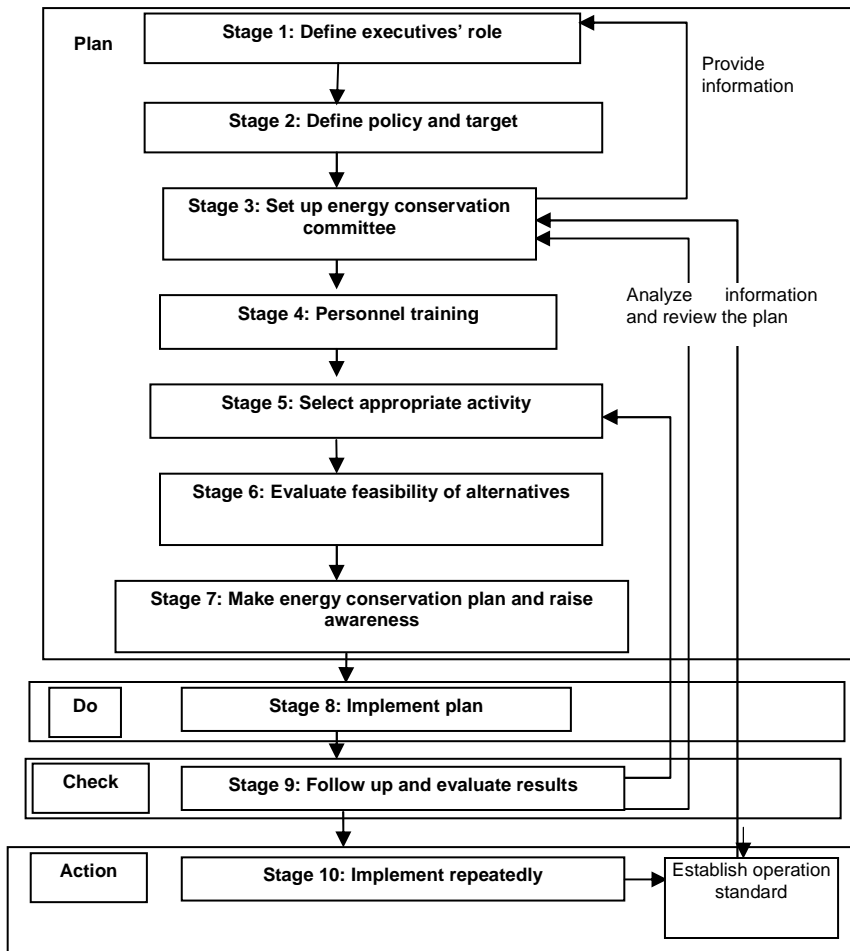 Plan
Stage 1: Define executives’ role
Provide
information
Stage 2: Define policy and target
Stage 3: Set up energy conservation
committee
Analyze information
and review the plan
Stage 4: Personnel training
Stage 5: Select appropriate activity
Stage 6: Evaluate feasibility of alternatives
Stage 7: Make energy conservation plan and raise
awareness
Do
Stage 8: Implement plan
Check
Stage 9: Follow up and evaluate results
Action
Stage 10: Implement repeatedly
Establish operation
standard